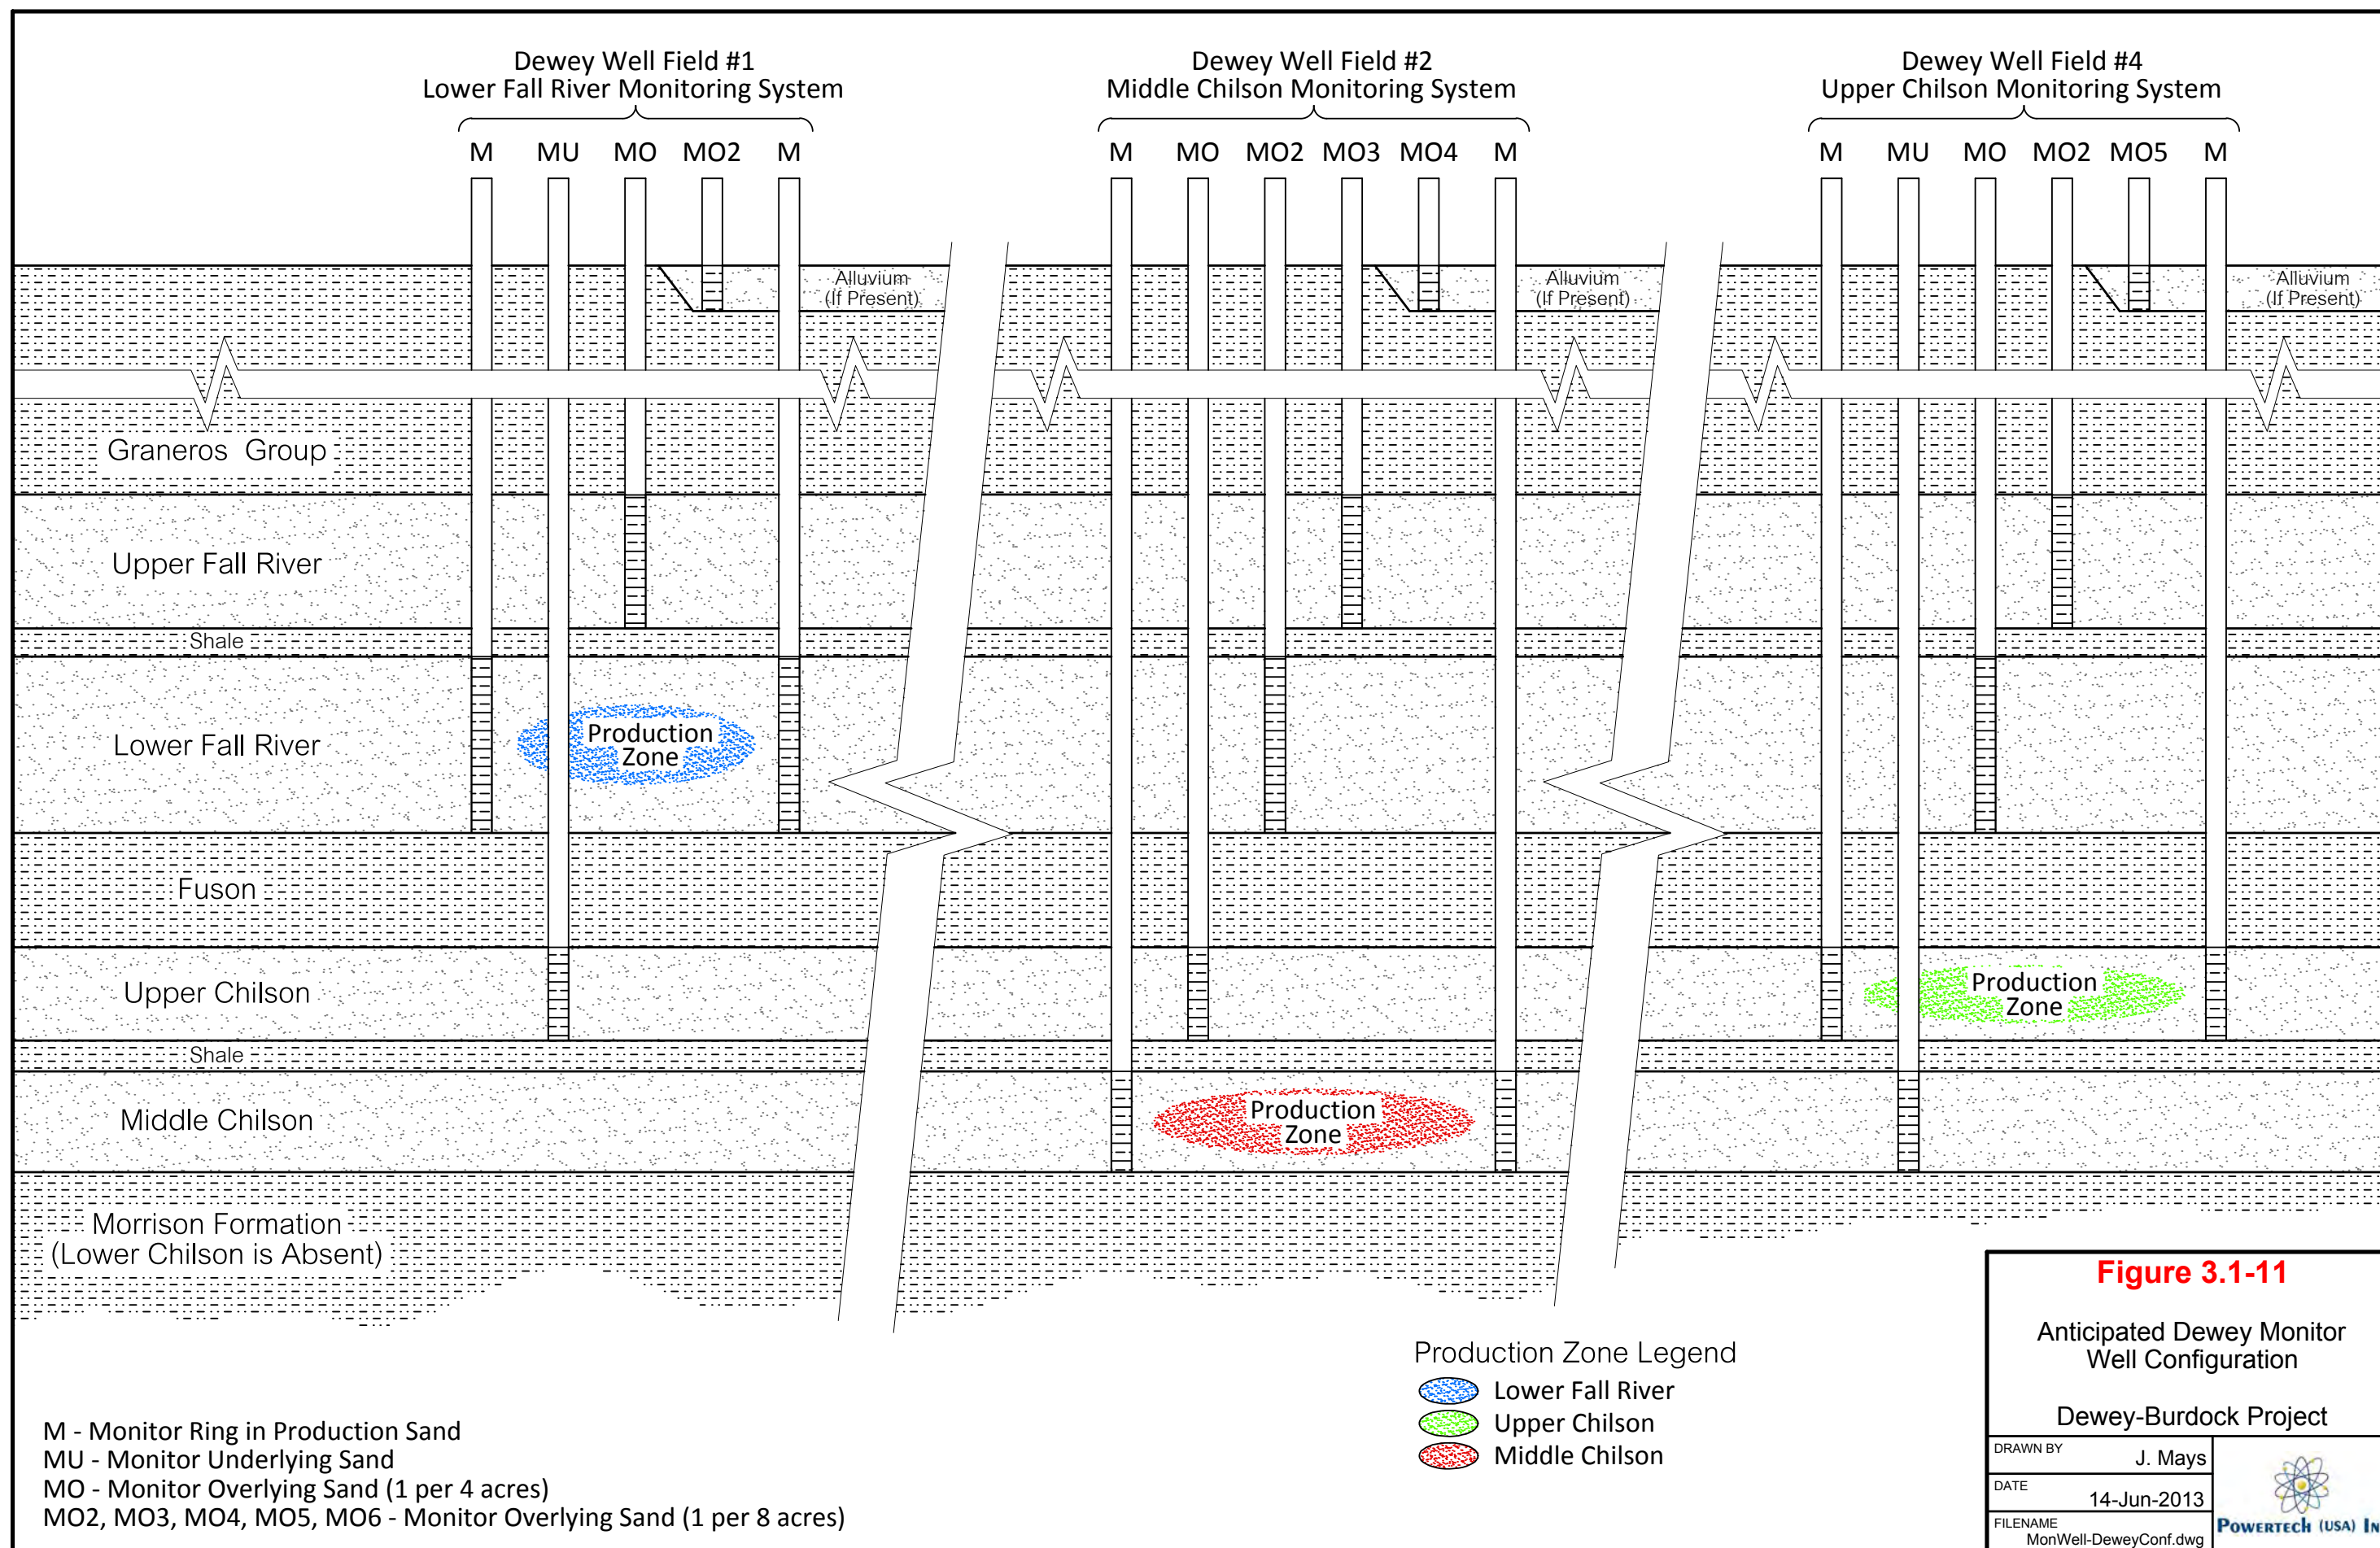 Dewey Well Field #1
Lower Fall River Monitoring System
M MU MO MO2 M
Dewey Well Field #2
Middle Chilson Monitoring System
M MO MO2 MO3 MO4 M
Dewey Well Field #4
Upper Chilson Monitoring System
M MU MO MO2 MO5 M
Alluvium
(If Present)
Alluvium
(If Present)
Alluvium
(If Present)
Graneros Group
Upper Fall River
Shale
Lower Fall River
Production
Zone
Fuson
Upper Chilson
Production
Zone
Shale
Middle Chilson
Production
Zone
Morrison Formation
(Lower Chilson is Absent)
Production Zone Legend
Lower Fall River
Upper Chilson
Middle Chilson
M - Monitor Ring in Production Sand
MU - Monitor Underlying Sand
MO - Monitor Overlying Sand (1 per 4 acres)
MO2, MO3, MO4, MO5, MO6 - Monitor Overlying Sand (1 per 8 acres)
Figure 3.1-11
Anticipated Dewey Monitor
Well Configuration
Dewey-Burdock Project
DRAWN BY
J. Mays
DATE
14-Jun-2013
FILENAME
MonWell-DeweyConf.dwg
Powertech (USA)